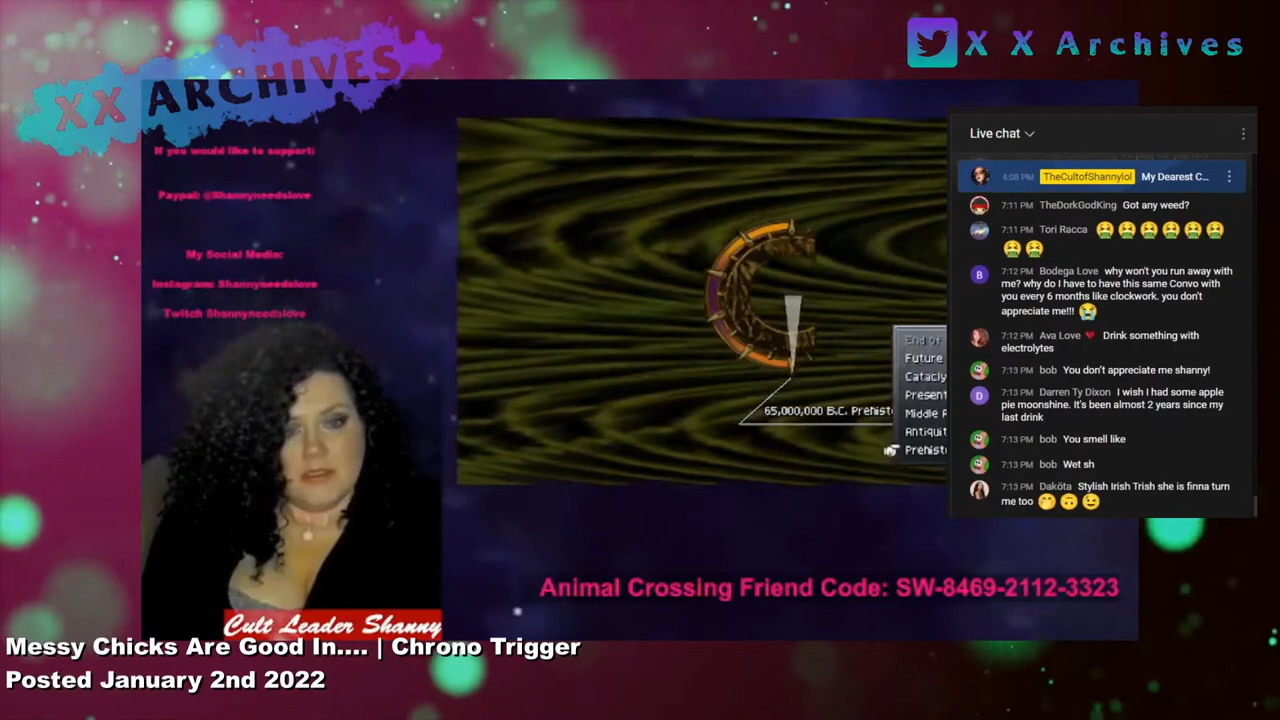 XX ARCHIVES
X X Archives
If you would like to support:
Paypal: @Shannyneedslove
My Social Media:
Instagram: Shannyneedslove
Twitch Shannyneedslove
Cult Leader Shanny
65,000,000 B.C. Prehist
End of
Future
Catacly
Present
Middle
Antiquit
Prehist
Animal Crossing Friend Code: SW-8469-2112-3323
Live chat
4:08 PM TheCultofShannylol My Dearest C...
7:11 PM TheDorkGodKing Got any weed?
7:11 PM Tori Racca 🤮🤮🤮🤮🤮🤮
🤮🤮
B 7:12 PM Bodega Love why won't you run away with
me? why do I have to have this same Convo with
you every 6 months like clockwork. you don't
appreciate me!!! 😭
7:12 PM Ava Love ♥ Drink something with
electrolytes
7:13 PM bob You don't appreciate me shanny!
D 7:13 PM Darren Ty Dixon I wish I had some apple
pie moonshine. It's been almost 2 years since my
last drink
7:13 PM bob You smell like
7:13 PM bob Wet sh
7:13 PM Daköta Stylish Irish Trish she is finna turn
me too 🤭🙃😉
Messy Chicks Are Good In.... | Chrono Trigger
Posted January 2nd 2022